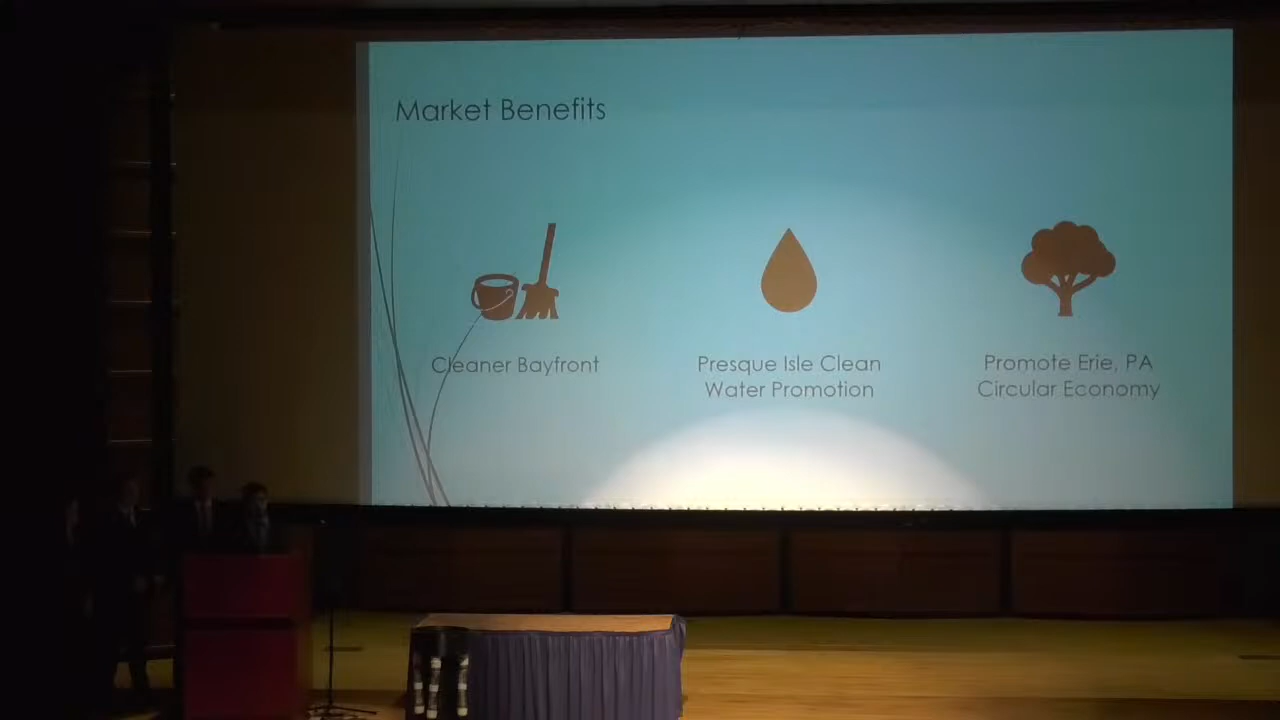 Market Benefits
Cleaner Bayfront
Presque Isle Clean
Water Promotion
Promote Erie, PA
Circular Economy